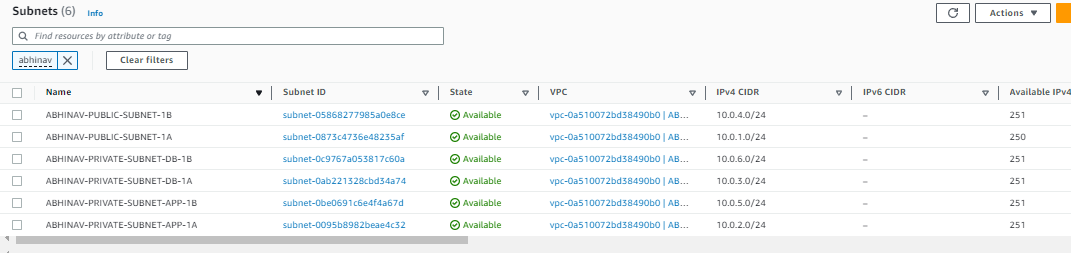 Subnets (6) Info
Actions
Find resources by attribute or tag
abhinav Clear filters
Name Subnet ID State VPC IPv4 CIDR IPv6 CIDR Available IPv4
ABHINAV-PUBLIC-SUBNET-1B subnet-05868277985a0e8ce Available vpc-0a510072bd38490b0 | AB... 10.0.4.0/24 – 251
ABHINAV-PUBLIC-SUBNET-1A subnet-0873c4736e48235af Available vpc-0a510072bd38490b0 | AB... 10.0.1.0/24 – 250
ABHINAV-PRIVATE-SUBNET-DB-1B subnet-0c9767a053817c60a Available vpc-0a510072bd38490b0 | AB... 10.0.6.0/24 – 251
ABHINAV-PRIVATE-SUBNET-DB-1A subnet-0ab221328cbd34a74 Available vpc-0a510072bd38490b0 | AB... 10.0.3.0/24 – 251
ABHINAV-PRIVATE-SUBNET-APP-1B subnet-0be0691c6e4f4a67d Available vpc-0a510072bd38490b0 | AB... 10.0.5.0/24 – 251
ABHINAV-PRIVATE-SUBNET-APP-1A subnet-0095b8982beae4c32 Available vpc-0a510072bd38490b0 | AB... 10.0.2.0/24 – 251